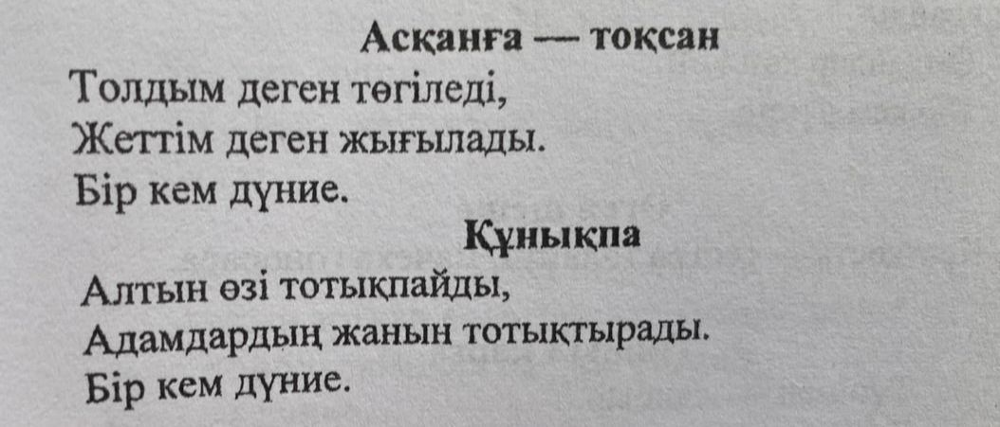 Асқанға — тоқсан
Толдым деген төгіледі,
Жеттім деген жығылады.
Бір кем дүние.
Құнықпа
Алтын өзі тотықпайды,
Адамдардың жанын тотықтырады.
Бір кем дүние.